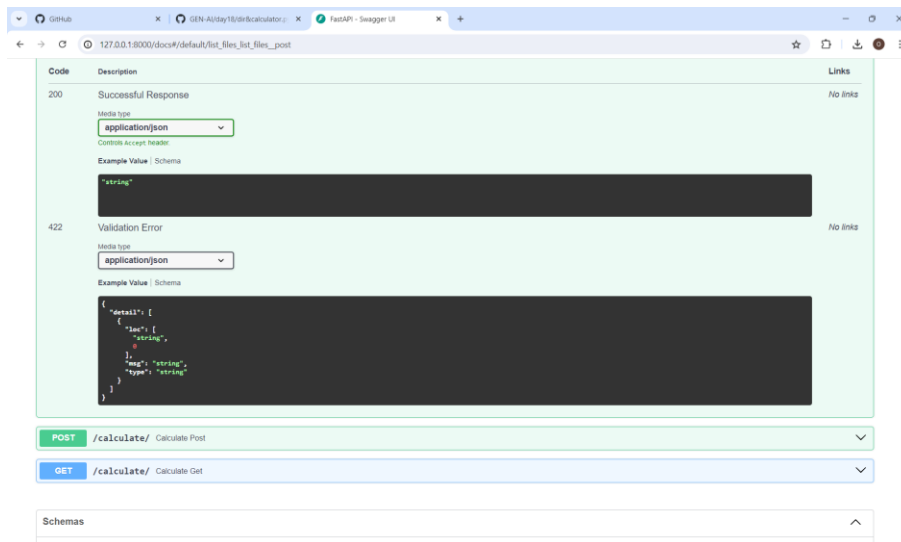 GitHub
GEN-AI/day16/dir&calculator.p
FastAPI - Swagger UI
127.0.0.1:8000/docs#/default/list_files_list_files__post
Code Description Links
200 Successful Response No links
Media type
application/json
Controls Accept header.
Example Value | Schema
"string"
422 Validation Error No links
Media type
application/json
Example Value | Schema
{
"detail": [
{
"loc": [
"string",
0
],
"msg": "string",
"type": "string"
}
]
}
POST /calculate/ Calculate Post
GET /calculate/ Calculate Get
Schemas